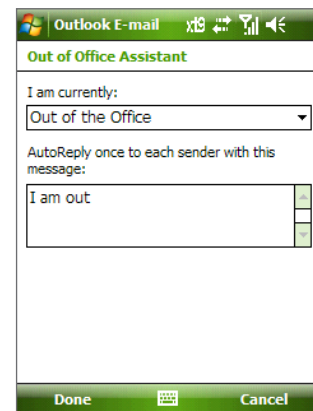 Outlook E-mail
Out of Office Assistant
I am currently:
Out of the Office
AutoReply once to each sender with this
message:
I am out
Done Cancel